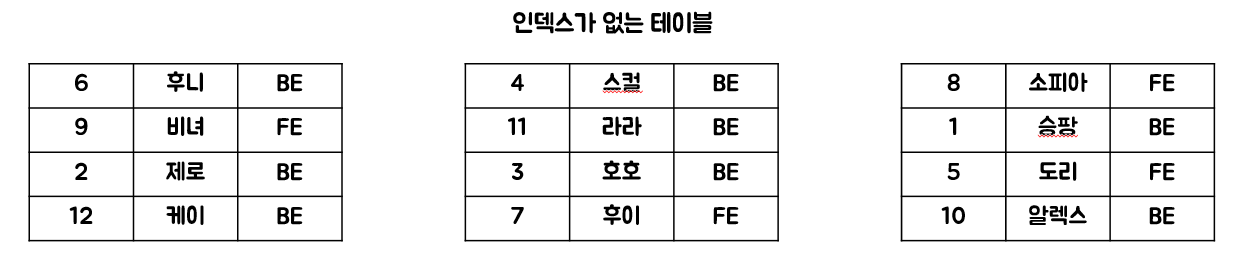 인덱스가 없는 테이블
6 후니 BE
9 비녀 FE
2 제로 BE
12 케이 BE
4 스컬 BE
11 라라 BE
3 호호 BE
7 후이 FE
8 소피아 FE
1 승팡 BE
5 도리 FE
10 알렉스 BE